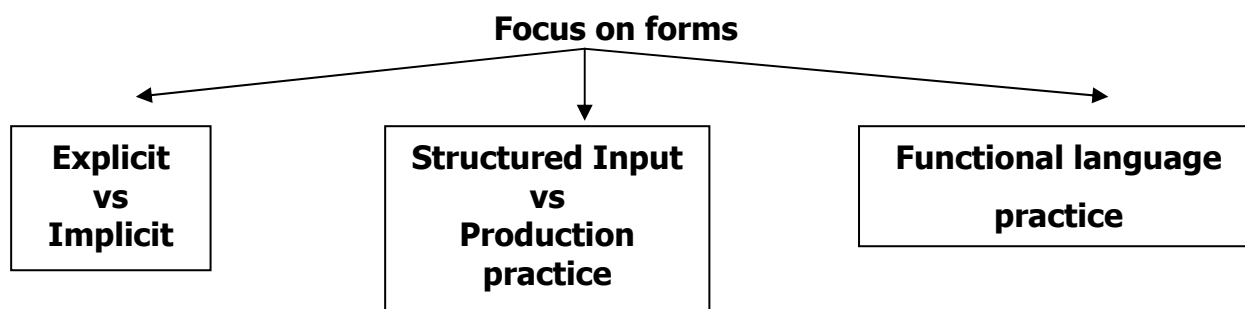 Focus on forms
Explicit
vs
Implicit
Structured Input
vs
Production
practice
Functional language
practice